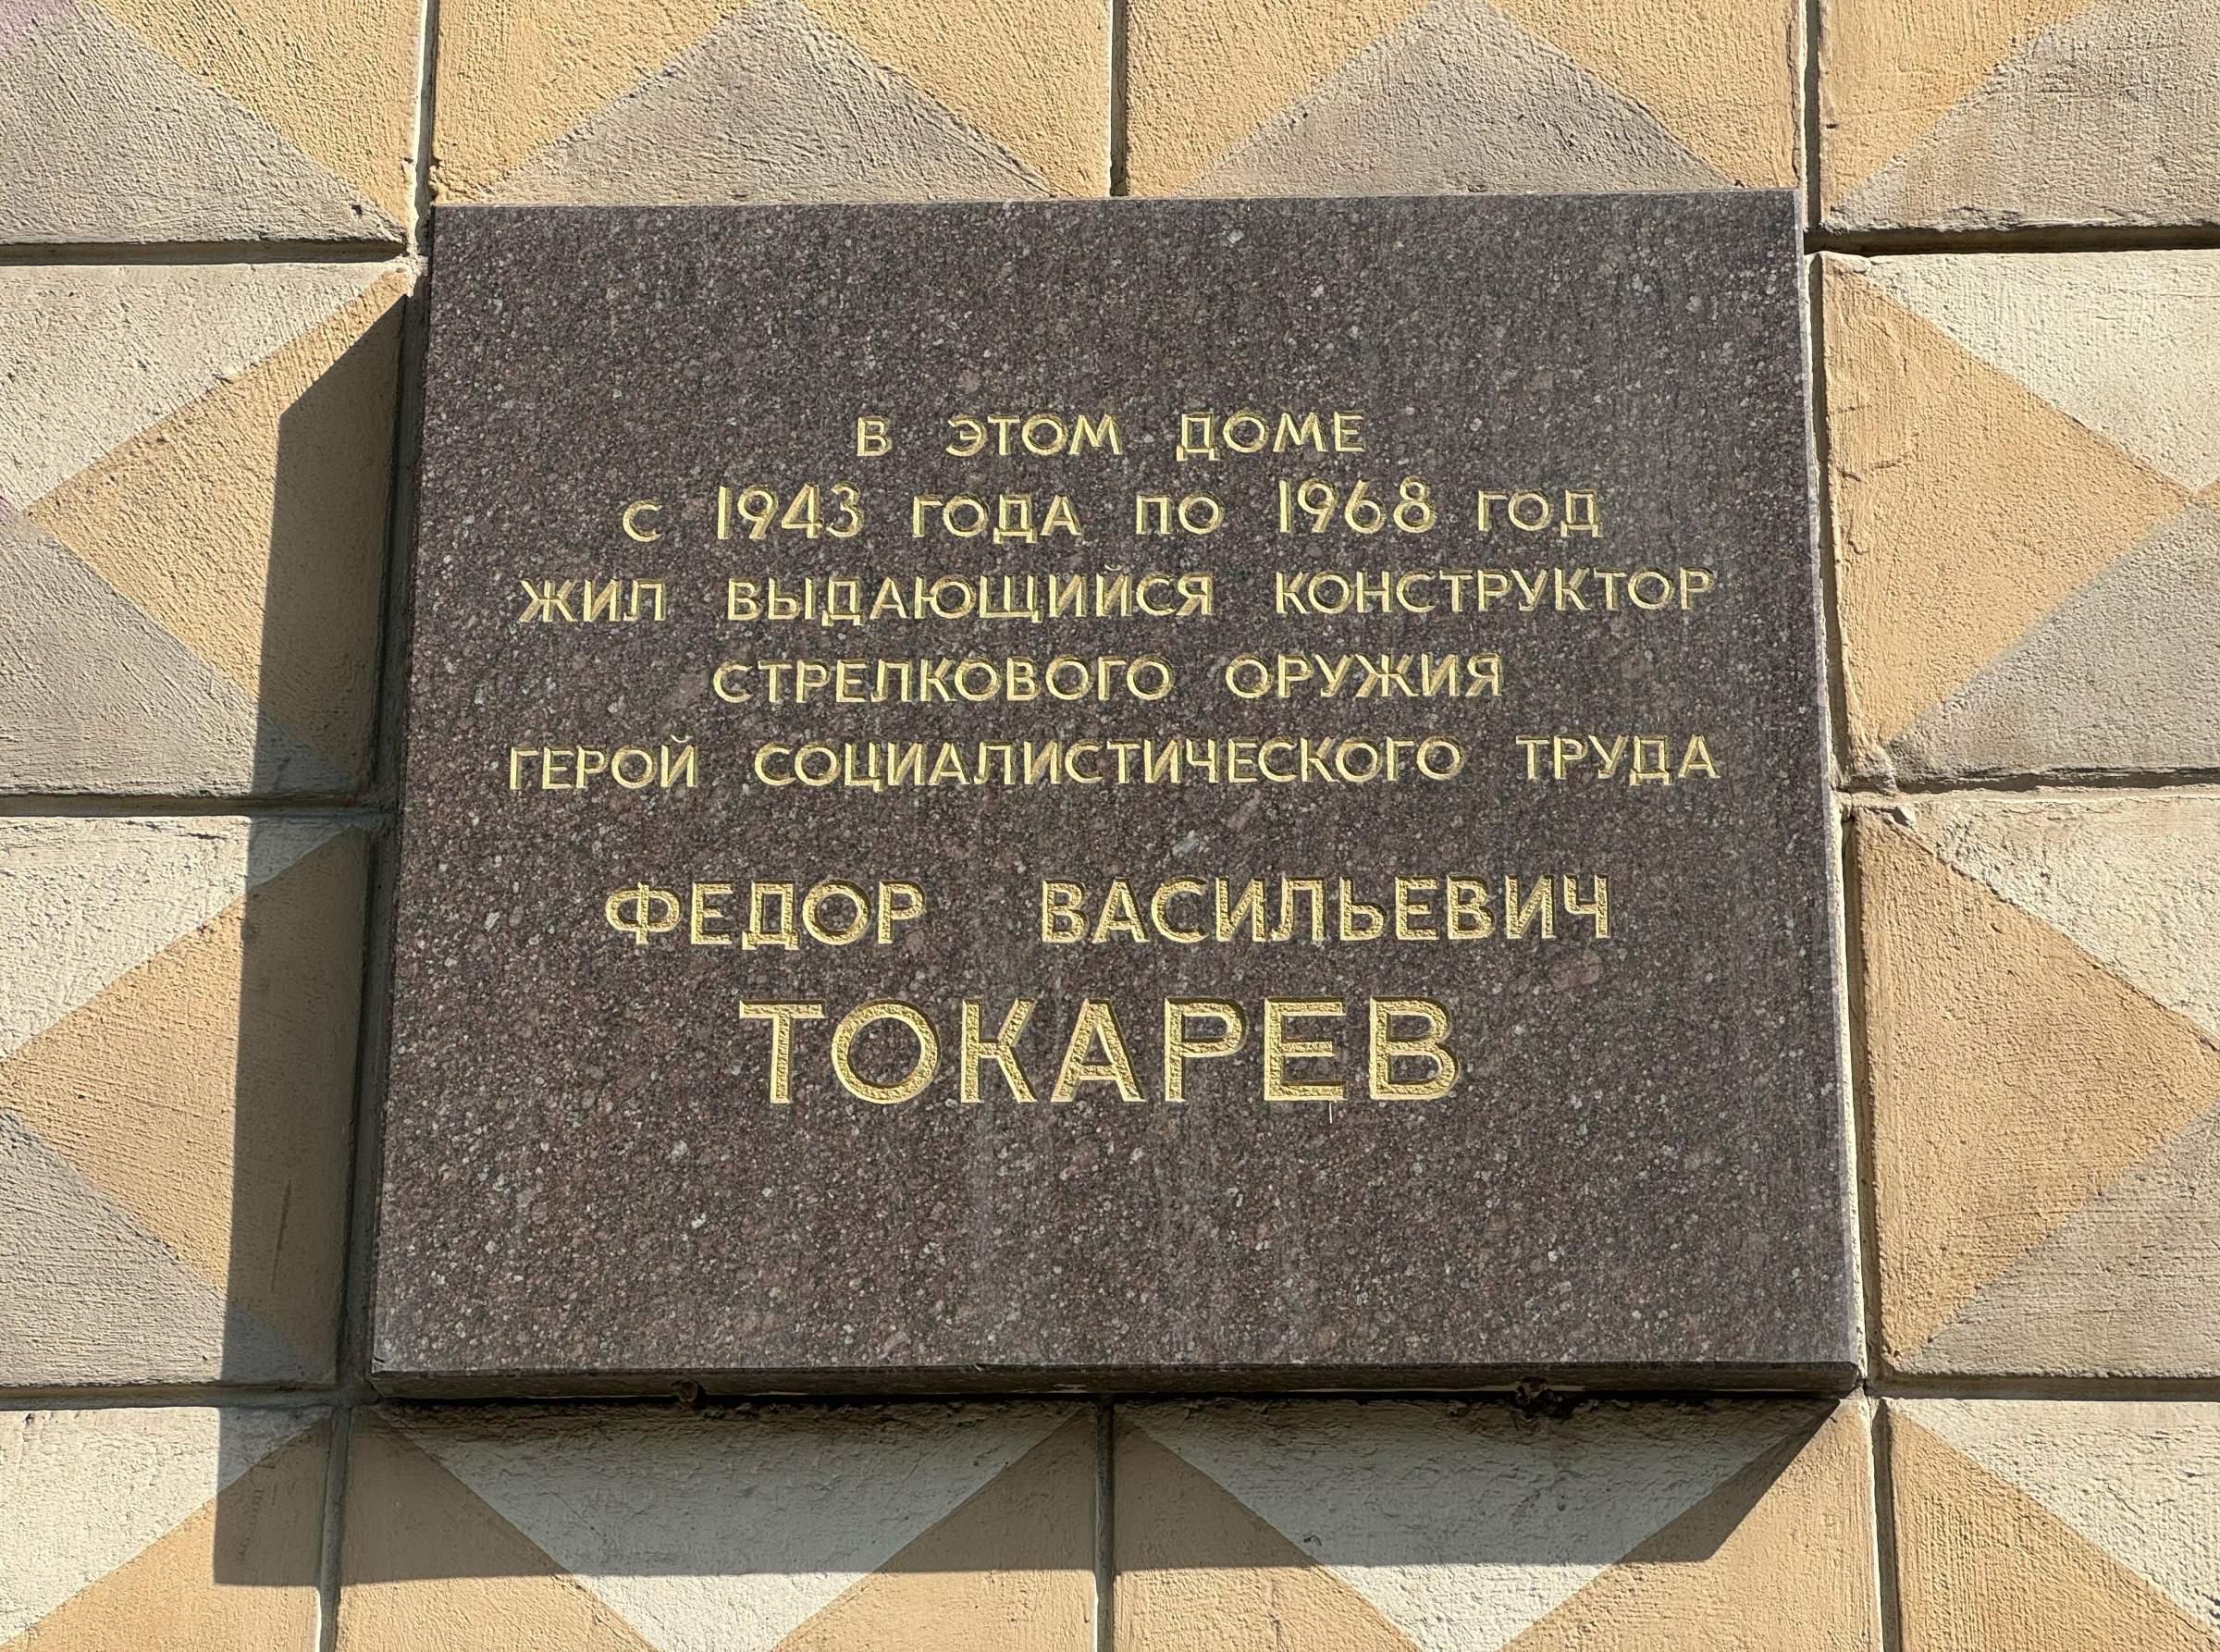 В ЭТОМ ДОМЕ
С 1943 ГОДА ПО 1968 ГОД
ЖИЛ ВЫДАЮЩИЙСЯ КОНСТРУКТОР
СТРЕЛКОВОГО ОРУЖИЯ
ГЕРОЙ СОЦИАЛИСТИЧЕСКОГО ТРУДА
ФЕДОР ВАСИЛЬЕВИЧ
ТОКАРЕВ